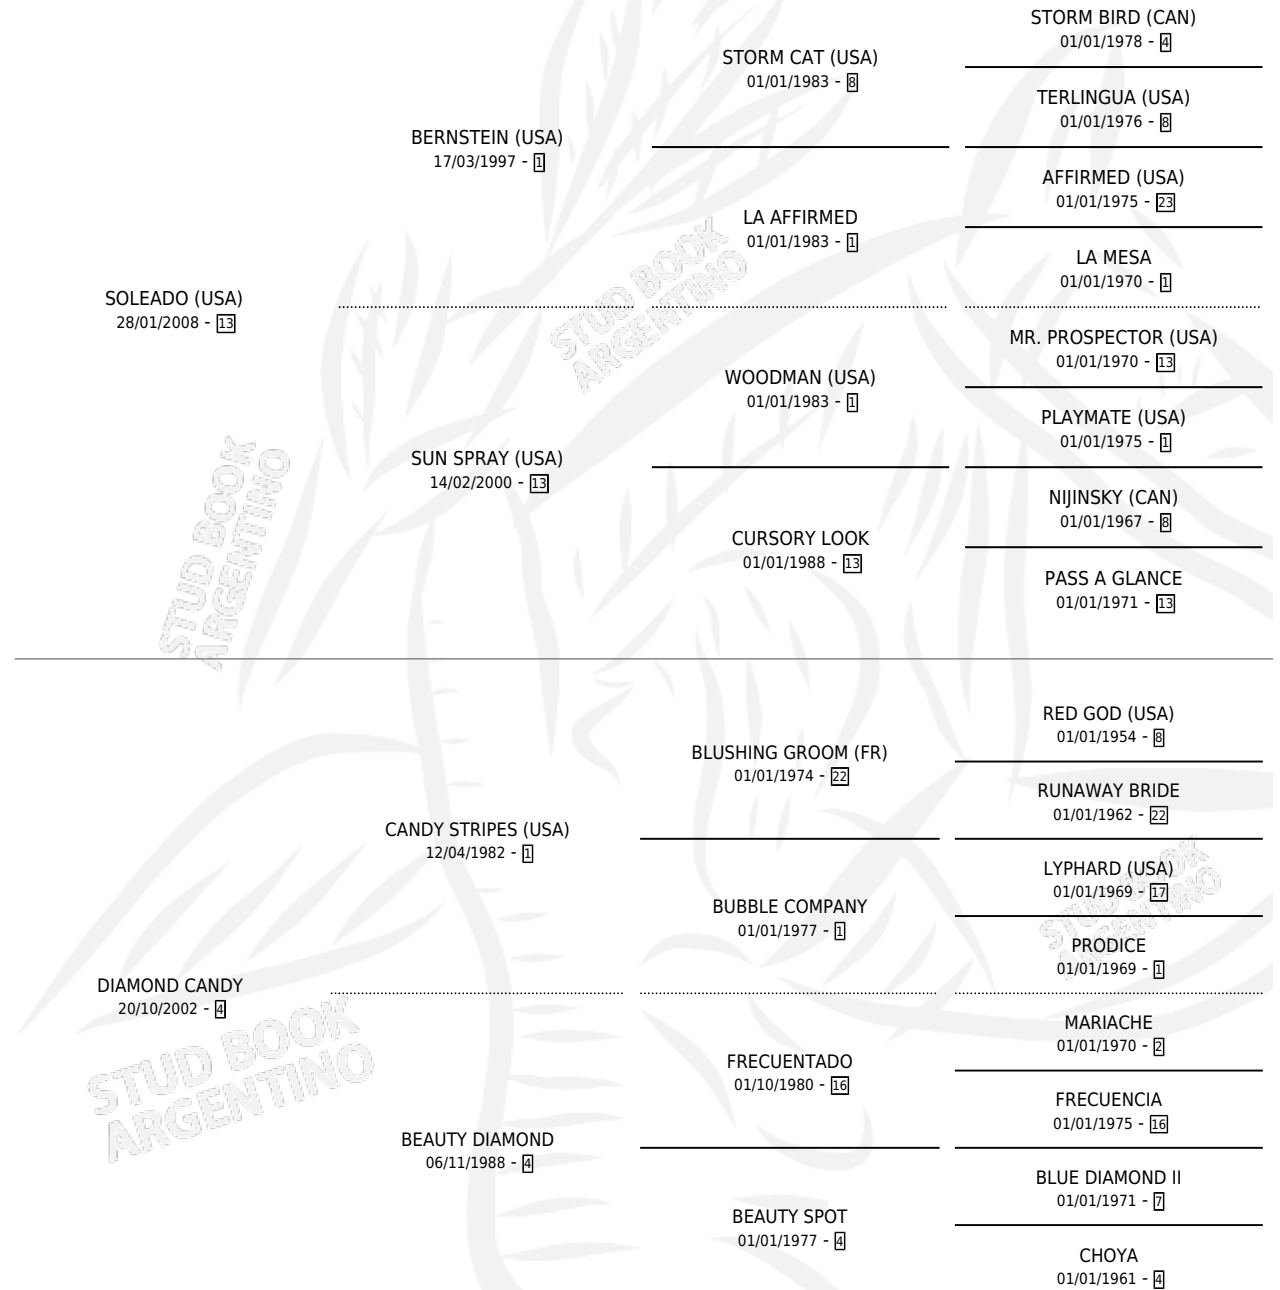 STORM BIRD (CAN)
01/01/1978 - 4
STORM CAT (USA)
01/01/1983 - 8
TERLINGUA (USA)
01/01/1976 - 8
BERNSTEIN (USA)
17/03/1997 - 1
AFFIRMED (USA)
01/01/1975 - 23
LA AFFIRMED
01/01/1983 - 1
LA MESA
01/01/1970 - 1
SOLEADO (USA)
28/01/2008 - 13
MR. PROSPECTOR (USA)
01/01/1970 - 13
WOODMAN (USA)
01/01/1983 - 1
PLAYMATE (USA)
01/01/1975 - 1
SUN SPRAY (USA)
14/02/2000 - 13
NIJINSKY (CAN)
01/01/1967 - 8
CURSORY LOOK
01/01/1988 - 13
PASS A GLANCE
01/01/1971 - 13
RED GOD (USA)
01/01/1954 - 8
BLUSHING GROOM (FR)
01/01/1974 - 22
RUNAWAY BRIDE
01/01/1962 - 22
CANDY STRIPES (USA)
12/04/1982 - 1
LYPHARD (USA)
01/01/1969 - 17
BUBBLE COMPANY
01/01/1977 - 1
PRODICE
01/01/1969 - 1
DIAMOND CANDY
20/10/2002 - 4
MARIACHE
01/01/1970 - 2
FRECUENTADO
01/10/1980 - 16
FRECUENCIA
01/01/1975 - 16
BEAUTY DIAMOND
06/11/1988 - 4
BLUE DIAMOND II
01/01/1971 - 7
BEAUTY SPOT
01/01/1977 - 4
CHOYA
01/01/1961 - 4
STUD BOOK
ARGENTINO
STUD BOOK
ARGENTINO
STUD BOOK
ARGENTINO
STUD BOOK
ARGENTINO